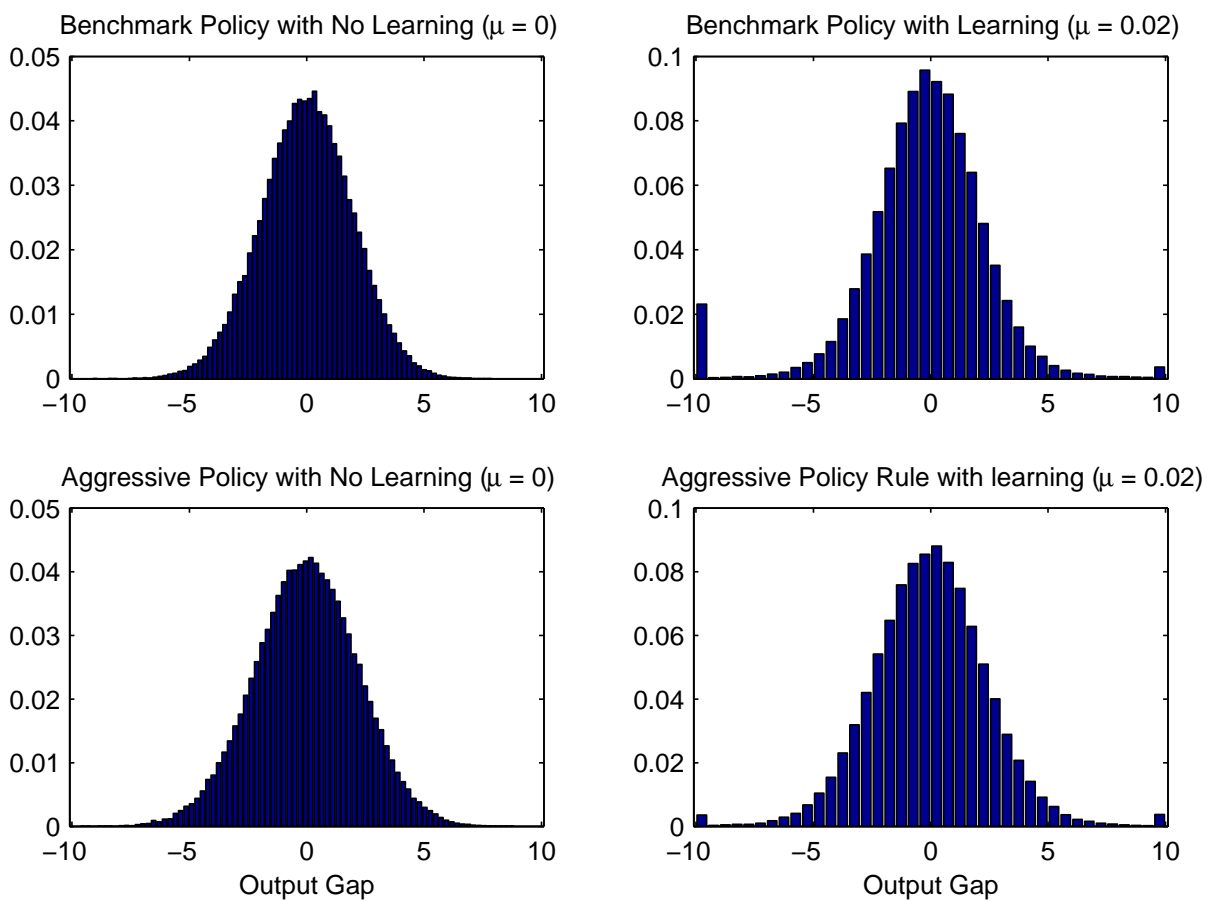 Benchmark Policy with No Learning (μ = 0)
0.05
0.04
0.03
0.02
0.01
0
−10 −5 0 5 10
Benchmark Policy with Learning (μ = 0.02)
0.1
0.08
0.06
0.04
0.02
0
−10 −5 0 5 10
Aggressive Policy with No Learning (μ = 0)
0.05
0.04
0.03
0.02
0.01
0
−10 −5 0 5 10
Output Gap
Aggressive Policy Rule with learning (μ = 0.02)
0.1
0.08
0.06
0.04
0.02
0
−10 −5 0 5 10
Output Gap